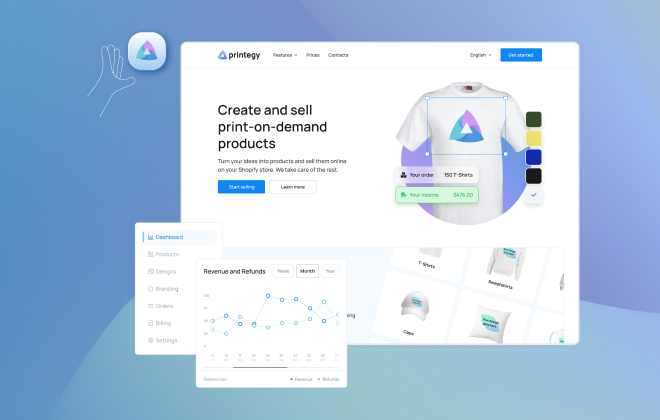 printegy
Features
Prices
Contacts
English
Get started
Create and sell
print-on-demand
products
Turn your ideas into products and sell them online
on your Shopify store. We take care of the rest.
Start selling
Learn more
Your order
150 T-Shirts
Your income
$476.00
Dashboard
Products
Designs
Branding
Orders
Billing
Settings
Revenue and Refunds
Week
Month
Year
References
Revenue
Refunds
T-Shirts
Sweatshirts
Caps